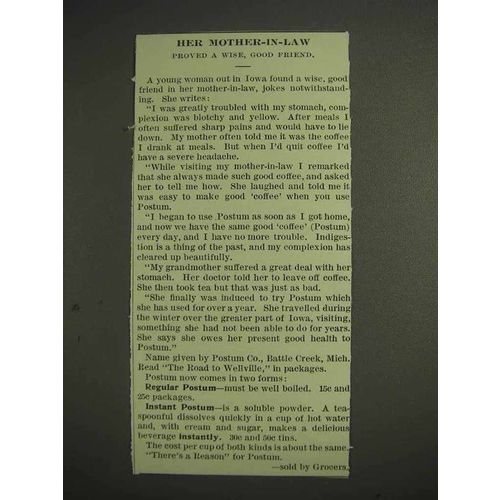 HER MOTHER-IN-LAW
PROVED A WISE, GOOD FRIEND.
A young woman out in Iowa found a wise, good
friend in her mother-in-law, jokes notwithstand-
ing. She writes:
"I was greatly troubled with my stomach, com-
plexion was blotchy and yellow. After meals I
often suffered sharp pains and would have to lie
down. My mother often told me it was the coffee
I drank at meals. But when I'd quit coffee I'd
have a severe headache.
"While visiting my mother-in-law I remarked
that she always made such good coffee, and asked
her to tell me how. She laughed and told me it
was easy to make good 'coffee' when you use
Postum.
"I began to use Postum as soon as I got home,
and now we have the same good 'coffee' (Postum)
every day, and I have no more trouble. Indiges-
tion is a thing of the past, and my complexion has
cleared up beautifully.
"My grandmother suffered a great deal with her
stomach. Her doctor told her to leave off coffee.
She then took tea but that was just as bad.
"She finally was induced to try Postum which
she has used for over a year. She travelled during
the winter over the greater part of Iowa, visiting,
something she had not been able to do for years.
She says she owes her present good health to
Postum."
Name given by Postum Co., Battle Creek, Mich.
Read "The Road to Wellville," in packages.
Postum now comes in two forms:
Regular Postum—must be well boiled. 15c and
25c packages.
Instant Postum—is a soluble powder. A tea-
spoonful dissolves quickly in a cup of hot water
and, with cream and sugar, makes a delicious
beverage instantly. 30c and 50c tins.
The cost per cup of both kinds is about the same.
"There's a Reason" for Postum.
—sold by Grocers.